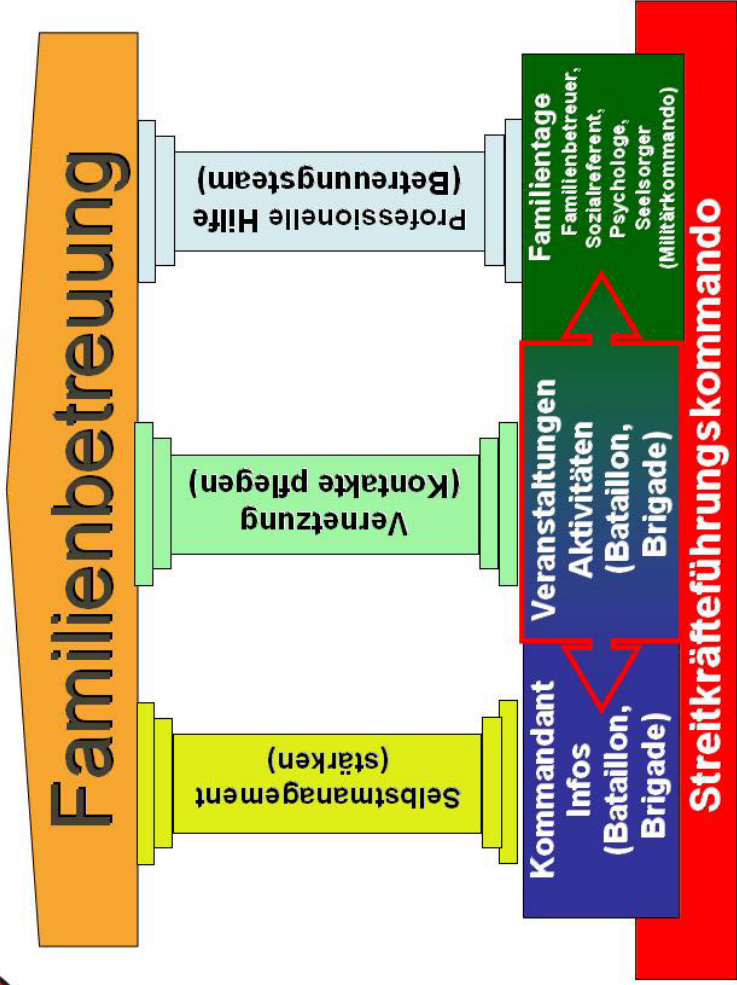 Familienbetreuung
Selbstmanagement
(stärken)
Vernetzung
(Kontakte pflegen)
Professionelle Hilfe
(Betreuungsteam)
Kommandant
Infos
(Bataillon,
Brigade)
Veranstaltungen
Aktivitäten
(Bataillon,
Brigade)
Familientage
Familienbetreuer,
Sozialreferent,
Psychologe,
Seelsorger
(Militärkommando)
Streitkräfteführungskommando